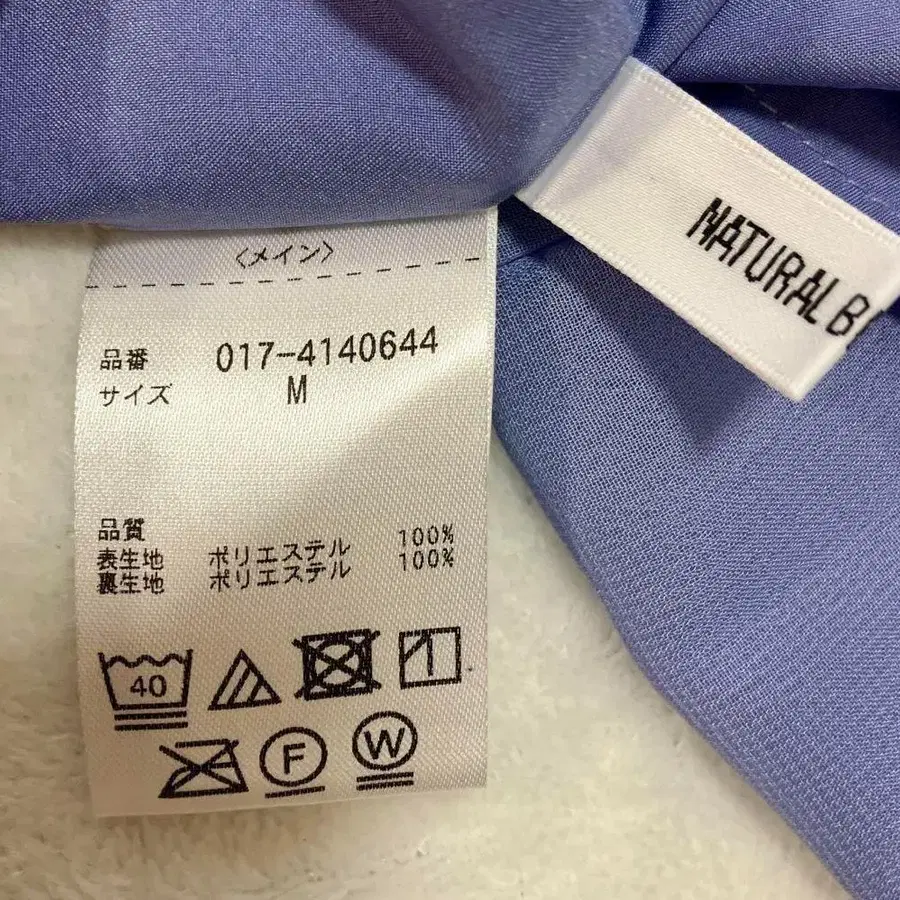 〈メイン〉
品番 017-4140644
サイズ M
品質
表生地 ポリエステル 100%
裏生地 ポリエステル 100%
40
F
W
NATURAL B